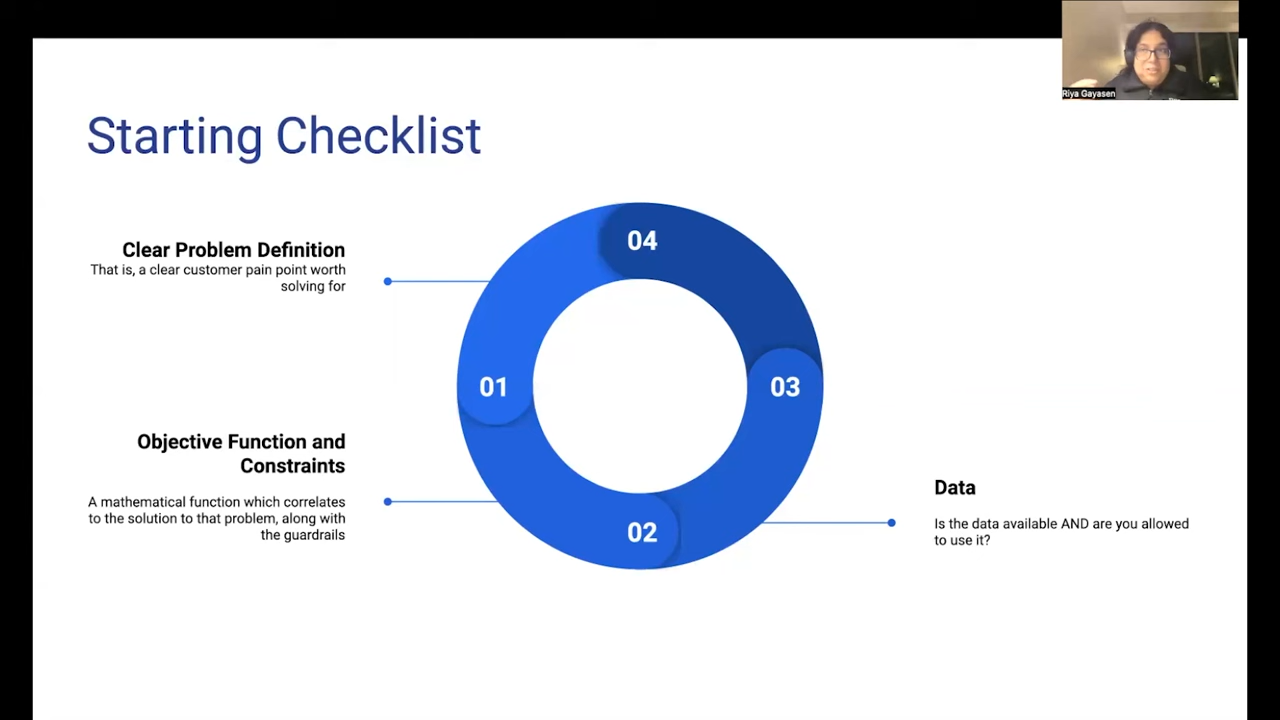 Riya Gayasen
Starting Checklist
Clear Problem Definition
That is, a clear customer pain point worth
solving for
04
01
03
Objective Function and
Constraints
A mathematical function which correlates
to the solution to that problem, along with
the guardrails
02
Data
Is the data available AND are you allowed
to use it?